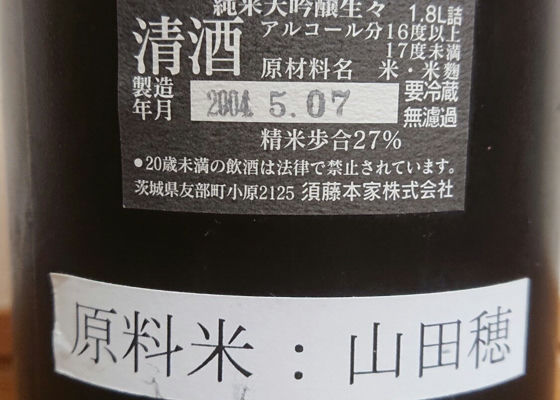 純米大吟醸生々
1.8L詰
清酒
アルコール分16度以上
17度未満
原材料名 米・米麹
製造年月 2004. 5.07
要冷蔵
無濾過
精米歩合27%
●20歳未満の飲酒は法律で禁止されています。
茨城県友部町小原2125 須藤本家株式会社
原料米：山田穂